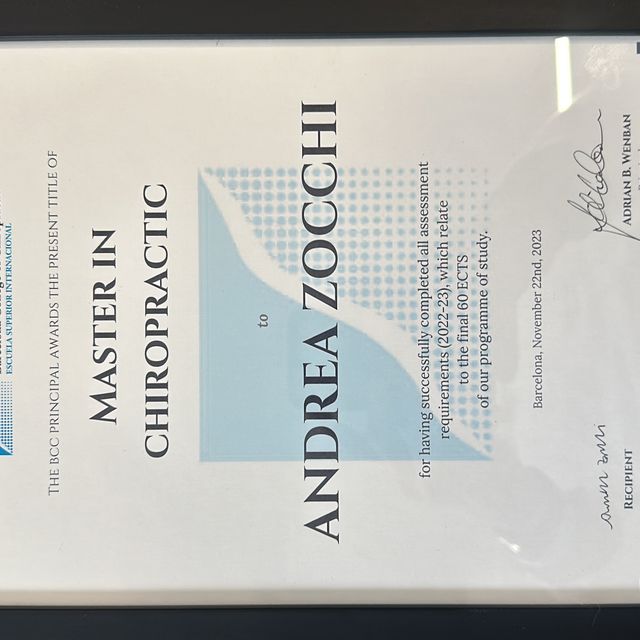 ESCUELA SUPERIOR INTERNACIONAL
THE BCC PRINCIPAL AWARDS THE PRESENT TITLE OF
MASTER IN
CHIROPRACTIC
to
ANDREA ZOCCHI
for having successfully completed all assessment
requirements (2022-23), which relate
to the final 60 ECTS
of our programme of study.
Barcelona, November 22nd, 2023
RECIPIENT
ADRIAN B. WENBAN